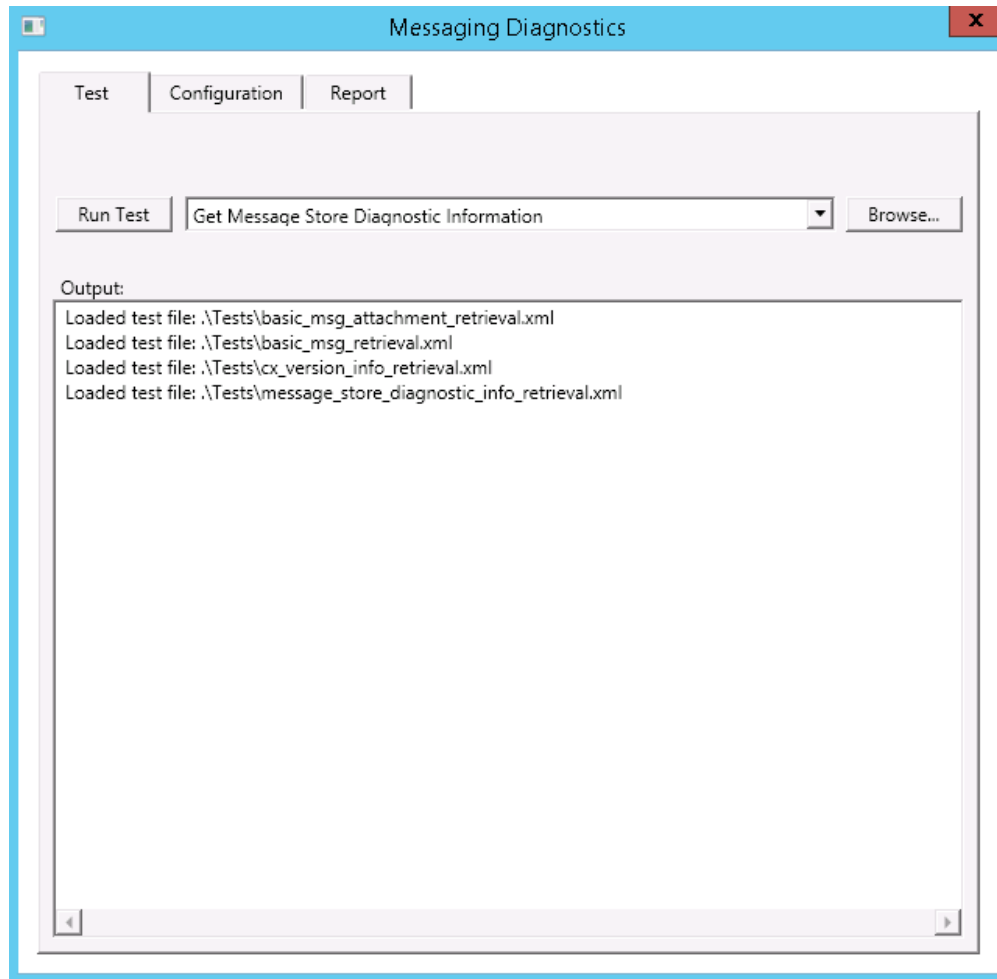 Messaging Diagnostics
x
Test Configuration Report
Run Test Get Message Store Diagnostic Information Browse...
Output:
Loaded test file: .\Tests\basic_msg_attachment_retrieval.xml
Loaded test file: .\Tests\basic_msg_retrieval.xml
Loaded test file: .\Tests\cx_version_info_retrieval.xml
Loaded test file: .\Tests\message_store_diagnostic_info_retrieval.xml